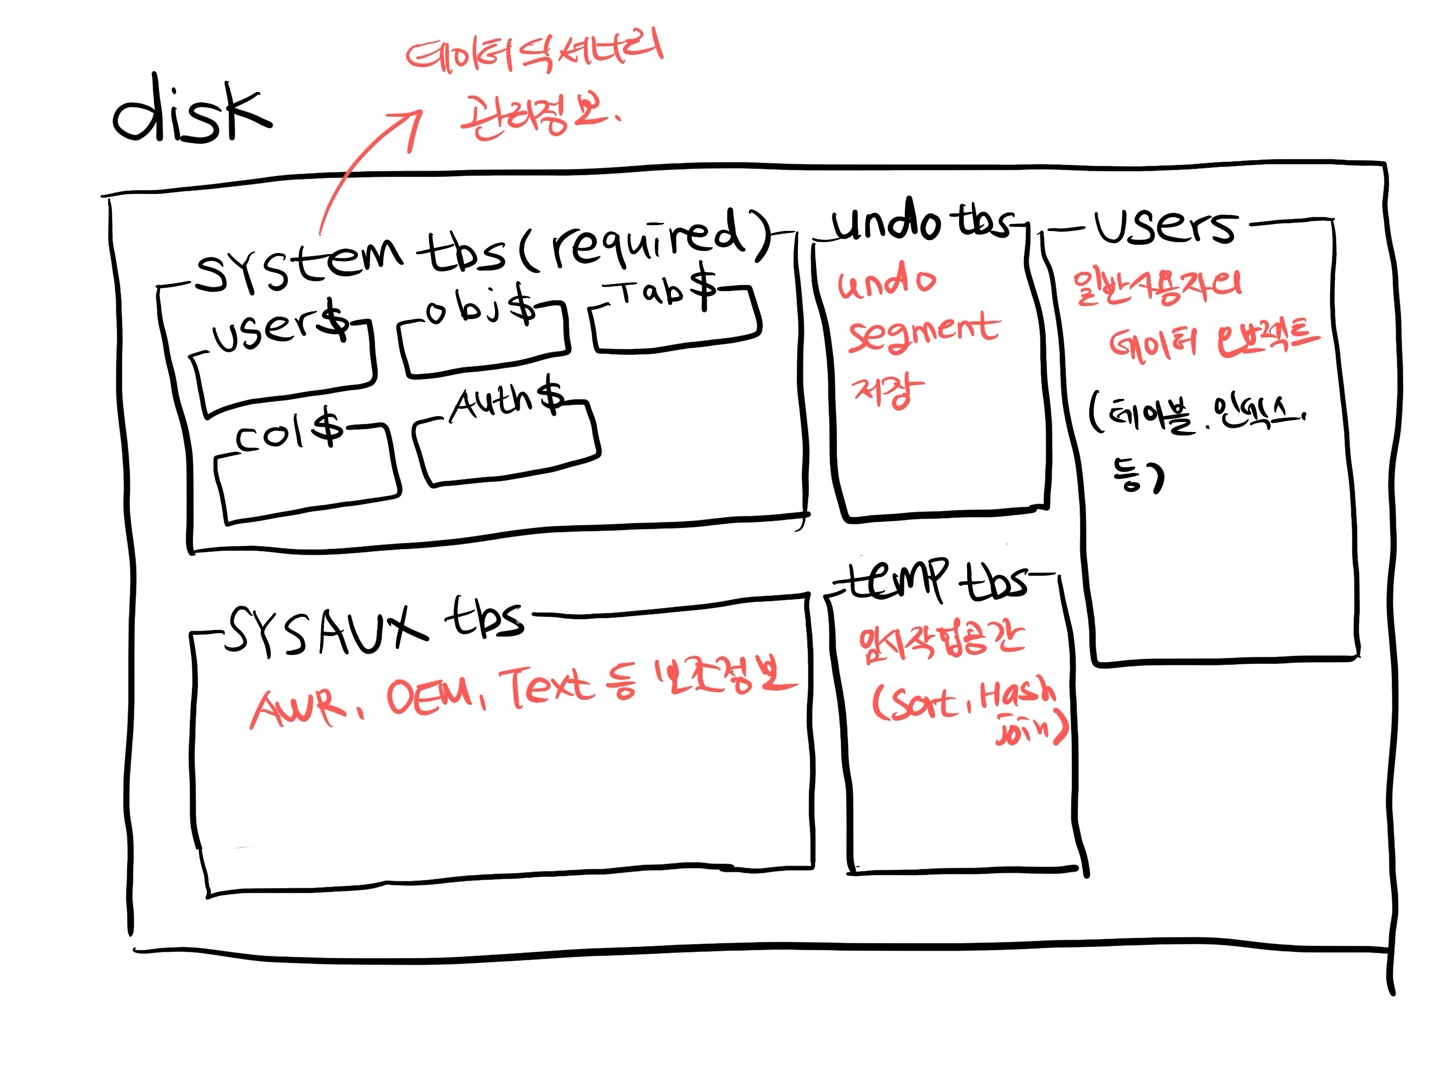 데이터딕셔너리
관리정보.
disk
system tbs (required)
user$
obj$
Tab$
col$
Auth$
undo tbs
undo
segment
저장
users
일반사용자의
데이터 오브젝트
(테이블, 인덱스,
등)
SYSAUX tbs
AWR, OEM, Text 등 보조정보
temp tbs
임시작업공간
(Sort, Hash
join)